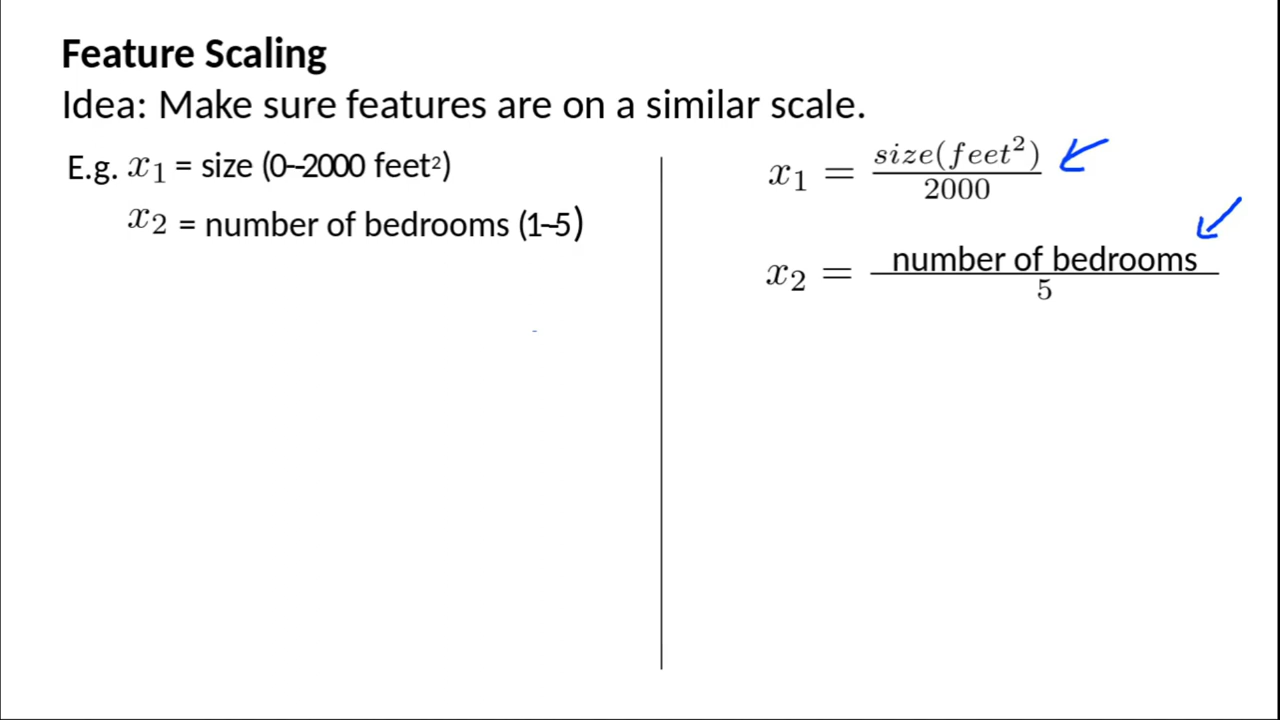 Feature Scaling
Idea: Make sure features are on a similar scale.
E.g. x₁ = size (0--2000 feet²)
x₂ = number of bedrooms (1–5)
x₁ = size(feet²) / 2000
x₂ = number of bedrooms / 5